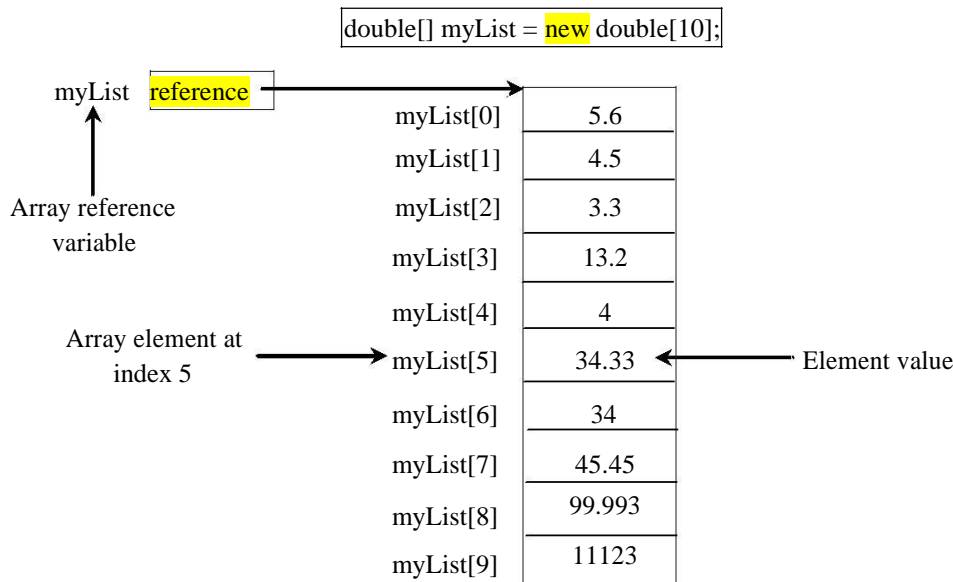 double[] myList = new double[10];
myList reference
myList[0] 5.6
myList[1] 4.5
Array reference
variable
myList[2] 3.3
myList[3] 13.2
myList[4] 4
Array element at
index 5
myList[5] 34.33
Element value
myList[6] 34
myList[7] 45.45
myList[8] 99.993
myList[9] 11123